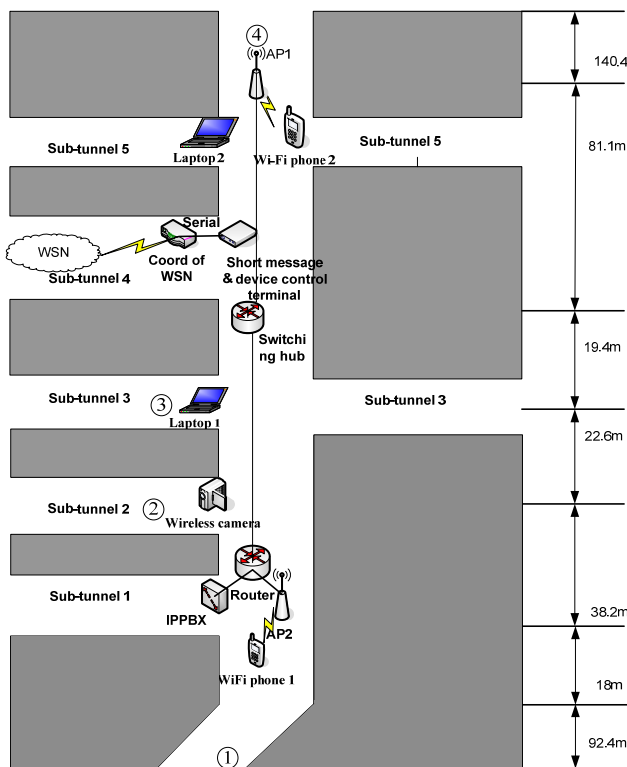 ④
AP1
140.4
Sub-tunnel 5
Laptop 2
Wi-Fi phone 2
Sub-tunnel 5
81.1m
Serial
WSN
Coord of
WSN
Short message
& device control
terminal
Sub-tunnel 4
Switchi
ng hub
19.4m
Sub-tunnel 3
③
Laptop 1
Sub-tunnel 3
22.6m
Sub-tunnel 2
②
Wireless camera
Sub-tunnel 1
Router
IPPBX
AP2
38.2m
WiFi phone 1
18m
①
92.4m